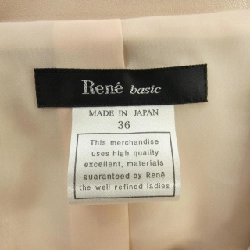 René basic
MADE IN JAPAN
36
This merchandise
uses high quality
excellent, materials
guaranteed by René
the well refined ladies